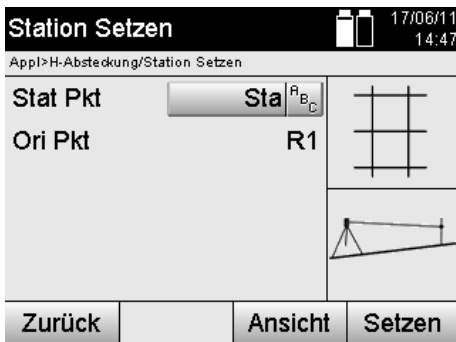 Station Setzen
17/06/11
14:47
Appl>H-Absteckung/Station Setzen
Stat Pkt Sta ABC
Ori Pkt R1
Zurück Ansicht Setzen